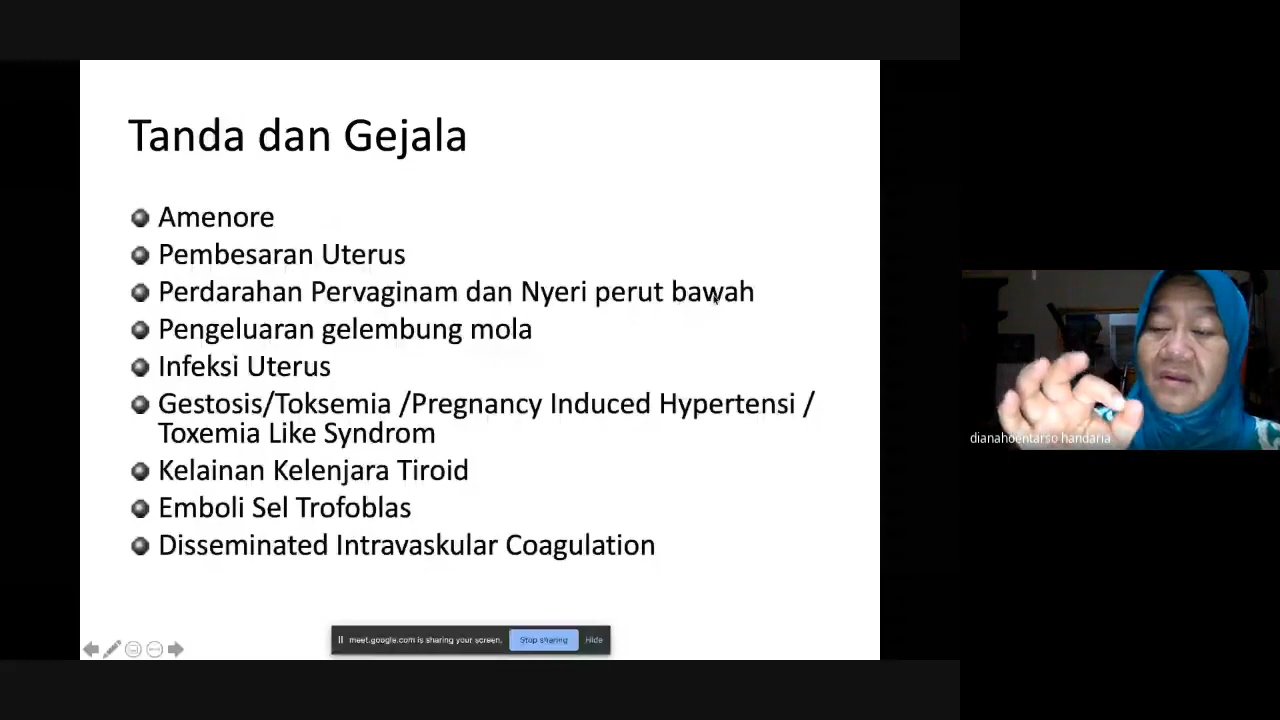 Tanda dan Gejala
Amenore
Pembesaran Uterus
Perdarahan Pervaginam dan Nyeri perut bawah
Pengeluaran gelembung mola
Infeksi Uterus
Gestosis/Toksemia /Pregnancy Induced Hypertensi /
Toxemia Like Syndrom
Kelainan Kelenjara Tiroid
Emboli Sel Trofoblas
Disseminated Intravaskular Coagulation
meet.google.com is sharing your screen. Stop sharing Hide
dianahoentarso handaria